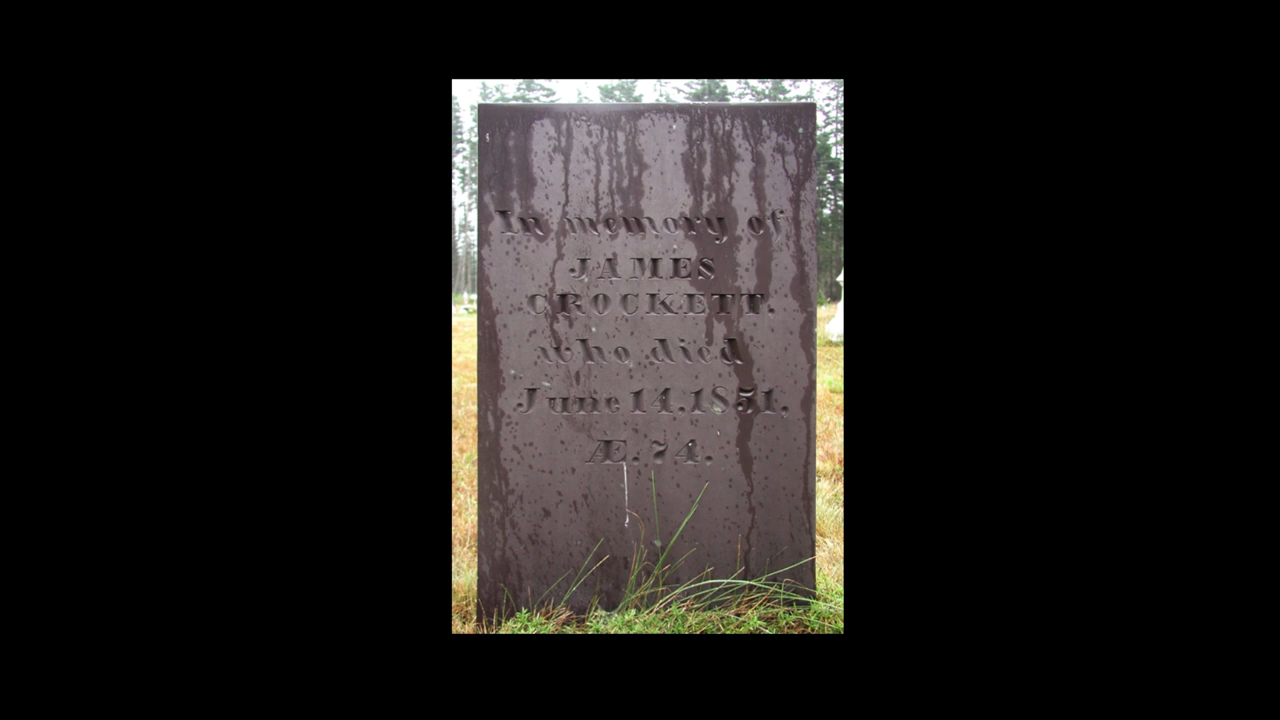 In memory of
JAMES
CROCKETT.
who died
June 14. 1851,
Æ. 74.